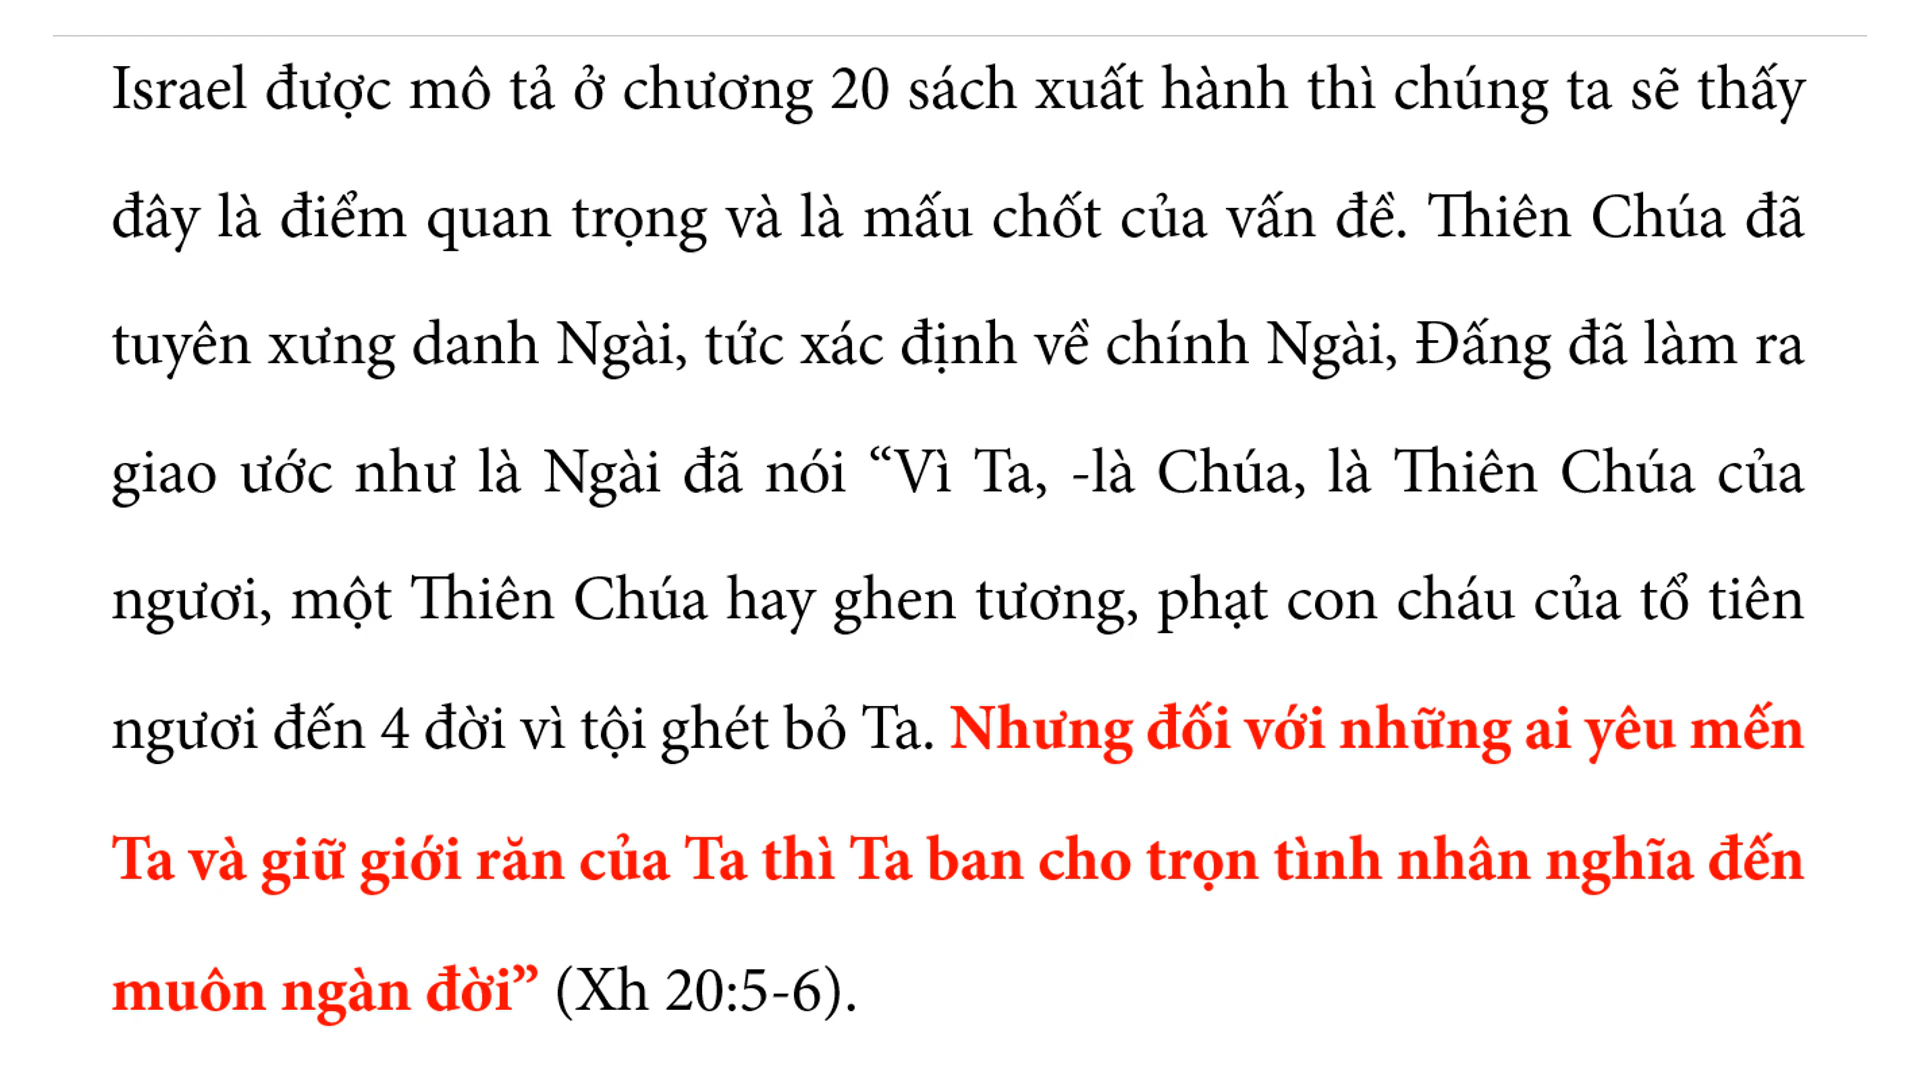 Israel được mô tả ở chương 20 sách xuất hành thì chúng ta sẽ thấy
đây là điểm quan trọng và là mấu chốt của vấn đề. Thiên Chúa đã
tuyên xưng danh Ngài, tức xác định về chính Ngài, Đấng đã làm ra
giao ước như là Ngài đã nói “Vì Ta, -là Chúa, là Thiên Chúa của
ngươi, một Thiên Chúa hay ghen tương, phạt con cháu của tổ tiên
ngươi đến 4 đời vì tội ghét bỏ Ta. Nhưng đối với những ai yêu mến
Ta và giữ giới răn của Ta thì Ta ban cho trọn tình nhân nghĩa đến
muôn ngàn đời” (Xh 20:5-6).